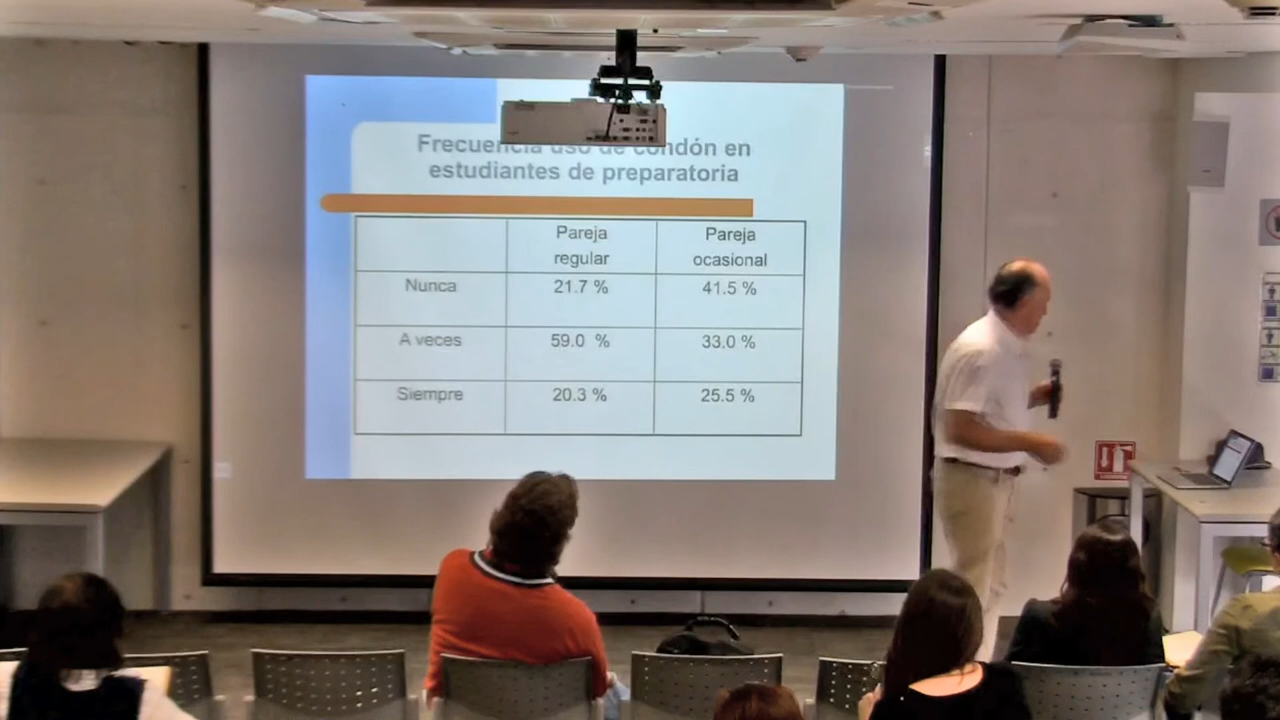 Frecuencia uso de condón en
estudiantes de preparatoria
Pareja regular Pareja ocasional
Nunca 21.7 % 41.5 %
A veces 59.0 % 33.0 %
Siempre 20.3 % 25.5 %